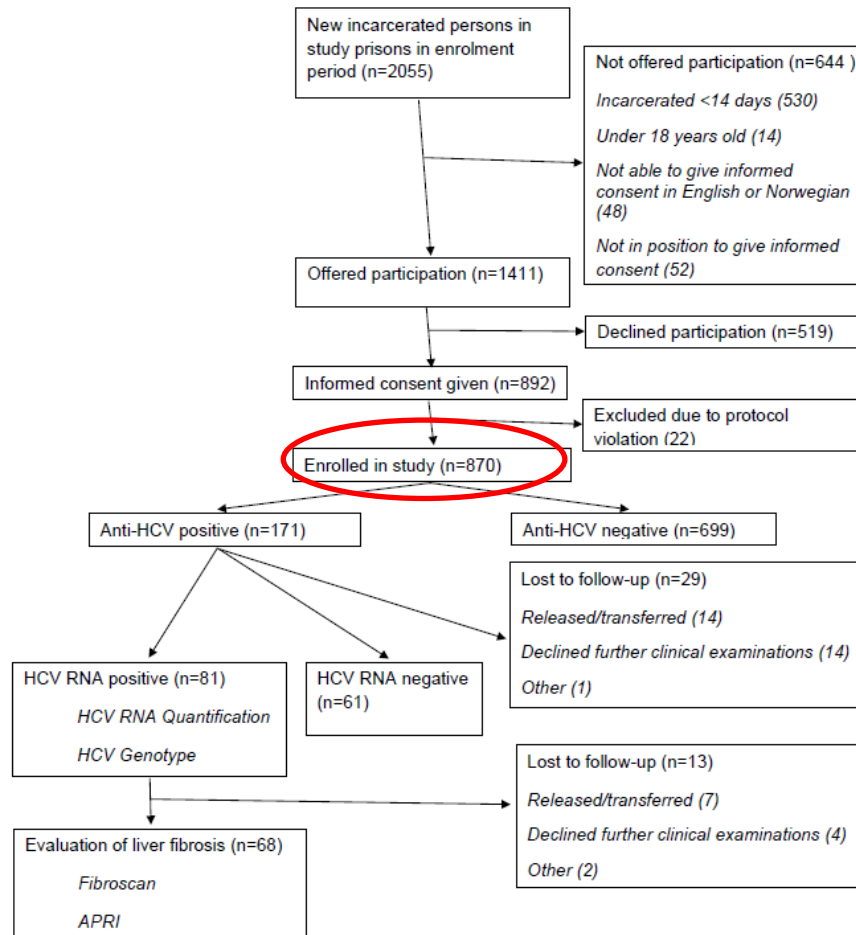 New incarcerated persons in
study prisons in enrolment
period (n=2055)
Not offered participation (n=644 )
Incarcerated <14 days (530)
Under 18 years old (14)
Not able to give informed
consent in English or Norwegian
(48)
Not in position to give informed
consent (52)
Offered participation (n=1411)
Declined participation (n=519)
Informed consent given (n=892)
Excluded due to protocol
violation (22)
Enrolled in study (n=870)
Anti-HCV positive (n=171)
Anti-HCV negative (n=699)
Lost to follow-up (n=29)
Released/transferred (14)
Declined further clinical examinations (14)
Other (1)
HCV RNA positive (n=81)
HCV RNA Quantification
HCV Genotype
HCV RNA negative
(n=61)
Lost to follow-up (n=13)
Released/transferred (7)
Declined further clinical examinations (4)
Other (2)
Evaluation of liver fibrosis (n=68)
Fibroscan
APRI